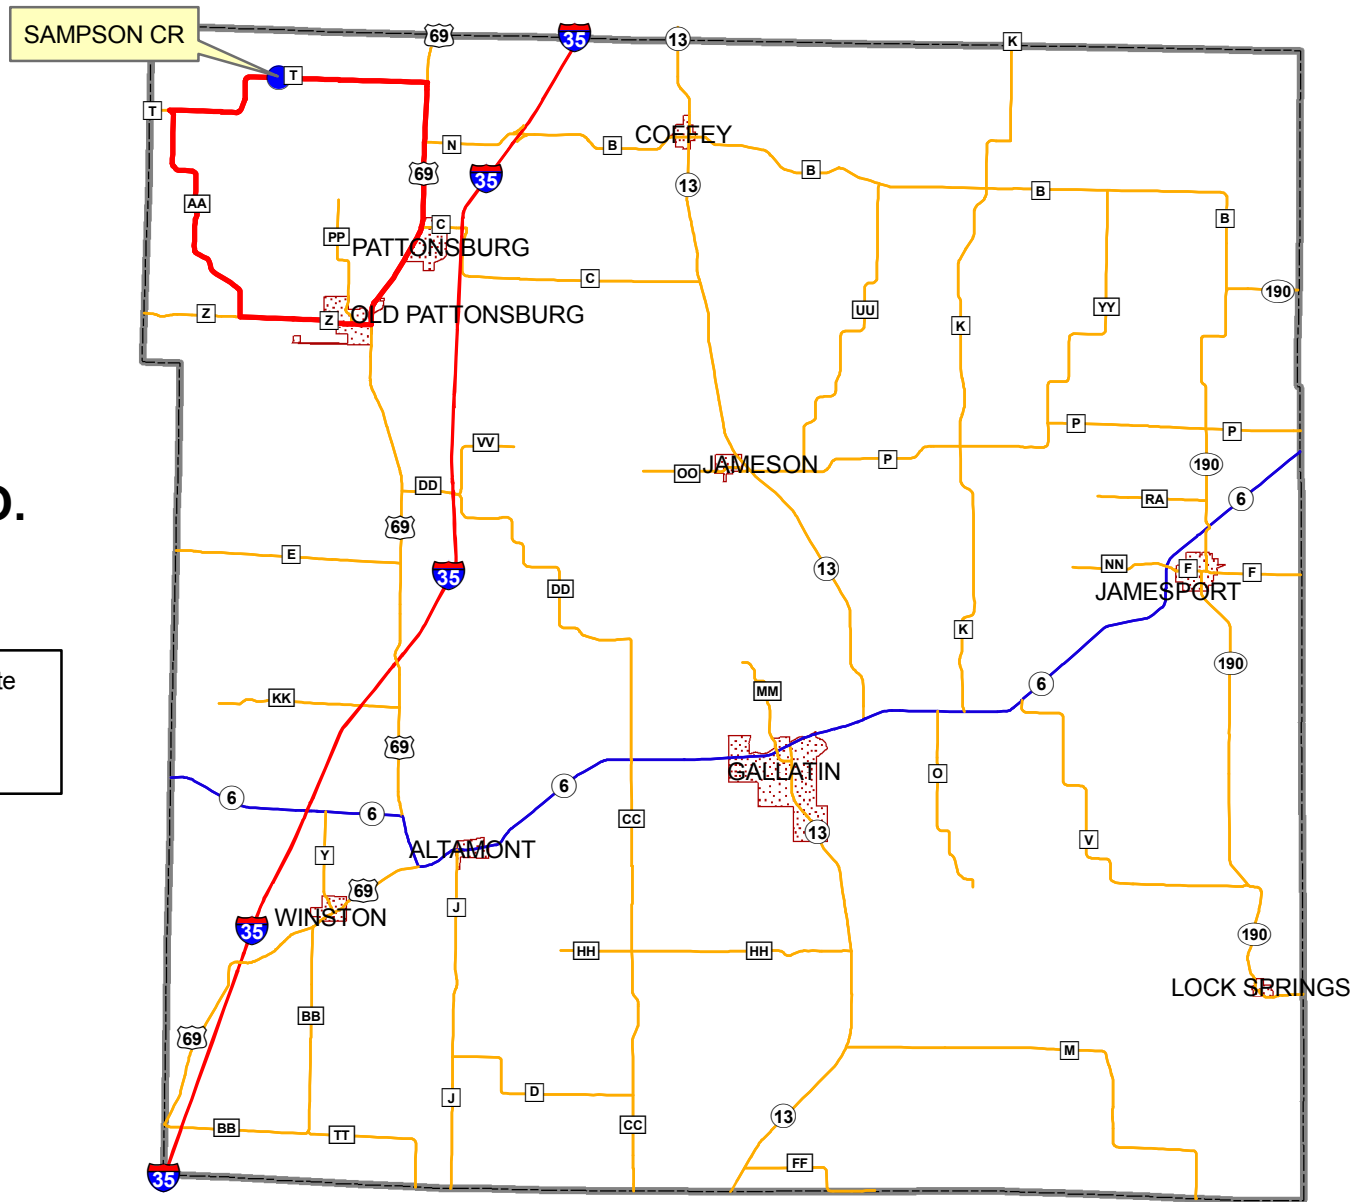 SAMPSON CR
69
35
13
K
T
T
N
B
COFFEY
B
69
35
13
B
AA
B
PP
C
PATTONSBURG
C
190
Z
Z
OLD PATTONSBURG
UU
YY
K
P
P
VV
OO
JAMESON
P
190
DD
RA
6
O.
69
E
35
13
NN
F
F
DD
JAMESPORT
K
190
te
KK
MM
6
69
GALLATIN
O
6
6
6
CC
13
V
ALTAMONT
Y
69
J
WINSTON
35
190
HH
HH
LOCK SPRINGS
BB
69
M
D
J
13
BB
TT
CC
FF
35